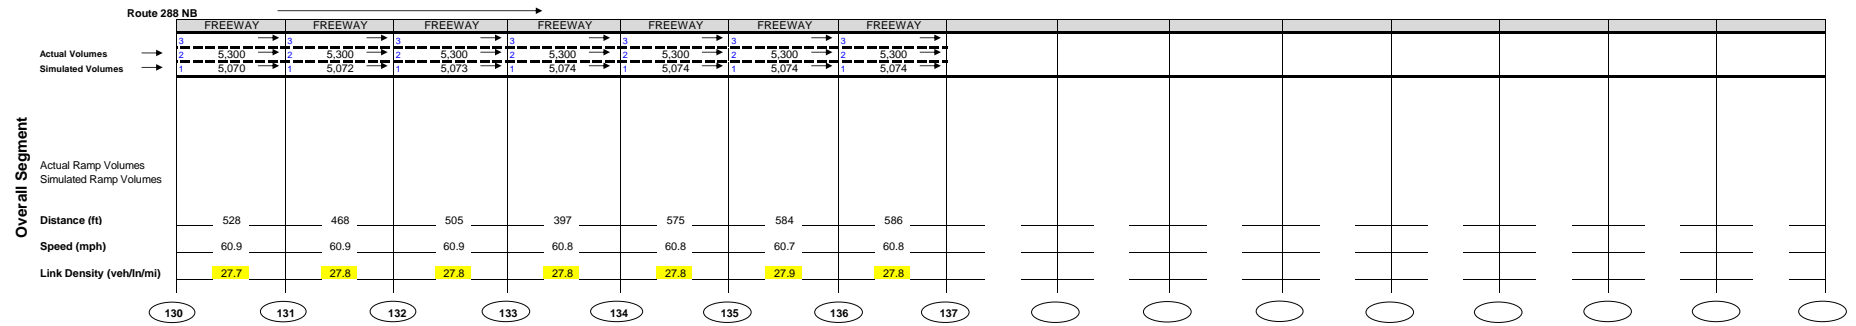 Route 288 NB
FREEWAY FREEWAY FREEWAY FREEWAY FREEWAY FREEWAY FREEWAY
3 3 3 3 3 3 3
Actual Volumes 2 5,300 2 5,300 2 5,300 2 5,300 2 5,300 2 5,300 2 5,300
Simulated Volumes 1 5,070 1 5,072 1 5,073 1 5,074 1 5,074 1 5,074 1 5,074
Overall Segment
Actual Ramp Volumes
Simulated Ramp Volumes
Distance (ft) 528 468 505 397 575 584 586
Speed (mph) 60.9 60.9 60.9 60.8 60.8 60.7 60.8
Link Density (veh/ln/mi) 27.7 27.8 27.8 27.8 27.8 27.9 27.8
130 131 132 133 134 135 136 137